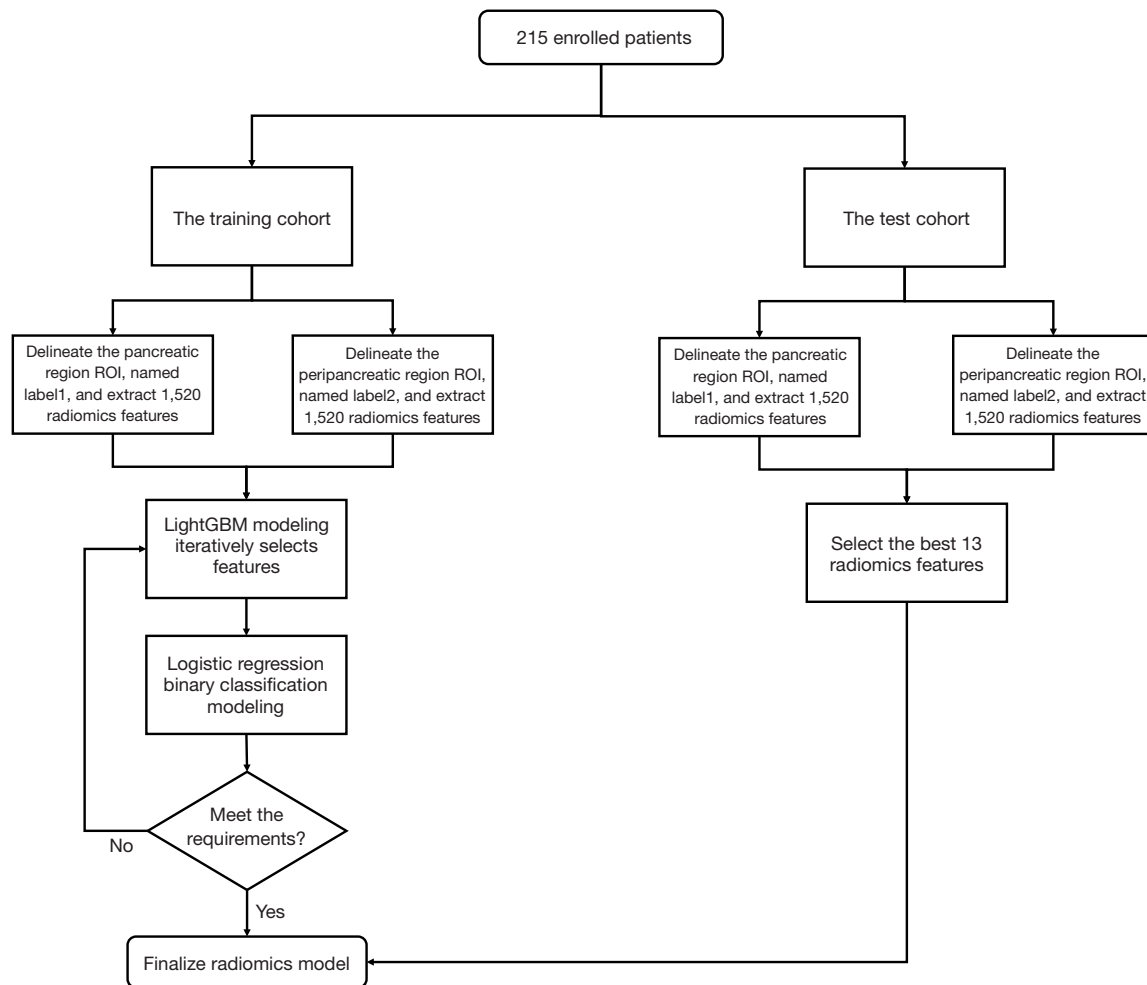 215 enrolled patients
The training cohort
The test cohort
Delineate the pancreatic
region ROI, named
label1, and extract 1,520
radiomics features
Delineate the
peripancreatic region ROI,
named label2, and extract
1,520 radiomics features
Delineate the pancreatic
region ROI, named
label1, and extract 1,520
radiomics features
Delineate the
peripancreatic region ROI,
named label2, and extract
1,520 radiomics features
LightGBM modeling
iteratively selects
features
Select the best 13
radiomics features
Logistic regression
binary classification
modeling
Meet the
requirements?
No
Yes
Finalize radiomics model